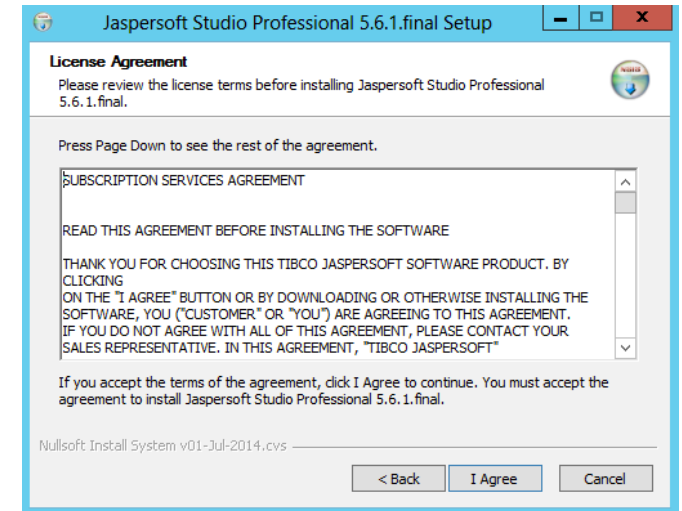 Jaspersoft Studio Professional 5.6.1.final Setup
License Agreement
Please review the license terms before installing Jaspersoft Studio Professional
5.6.1.final.
Press Page Down to see the rest of the agreement.
SUBSCRIPTION SERVICES AGREEMENT
READ THIS AGREEMENT BEFORE INSTALLING THE SOFTWARE
THANK YOU FOR CHOOSING THIS TIBCO JASPERSOFT SOFTWARE PRODUCT. BY
CLICKING
ON THE "I AGREE" BUTTON OR BY DOWNLOADING OR OTHERWISE INSTALLING THE
SOFTWARE, YOU ("CUSTOMER" OR "YOU") ARE AGREEING TO THIS AGREEMENT.
IF YOU DO NOT AGREE WITH ALL OF THIS AGREEMENT, PLEASE CONTACT YOUR
SALES REPRESENTATIVE. IN THIS AGREEMENT, "TIBCO JASPERSOFT"
If you accept the terms of the agreement, click I Agree to continue. You must accept the
agreement to install Jaspersoft Studio Professional 5.6.1.final.
Nullsoft Install System v01-Jul-2014.cvs
< Back I Agree Cancel